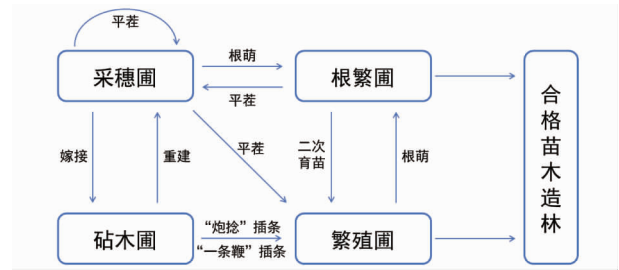 平茬
采穗圃
根萌
平茬
根繁圃
嫁接
重建
平茬
二次
育苗
根萌
砧木圃
“炮捻”插条
“一条鞭”插条
繁殖圃
合格苗木造林